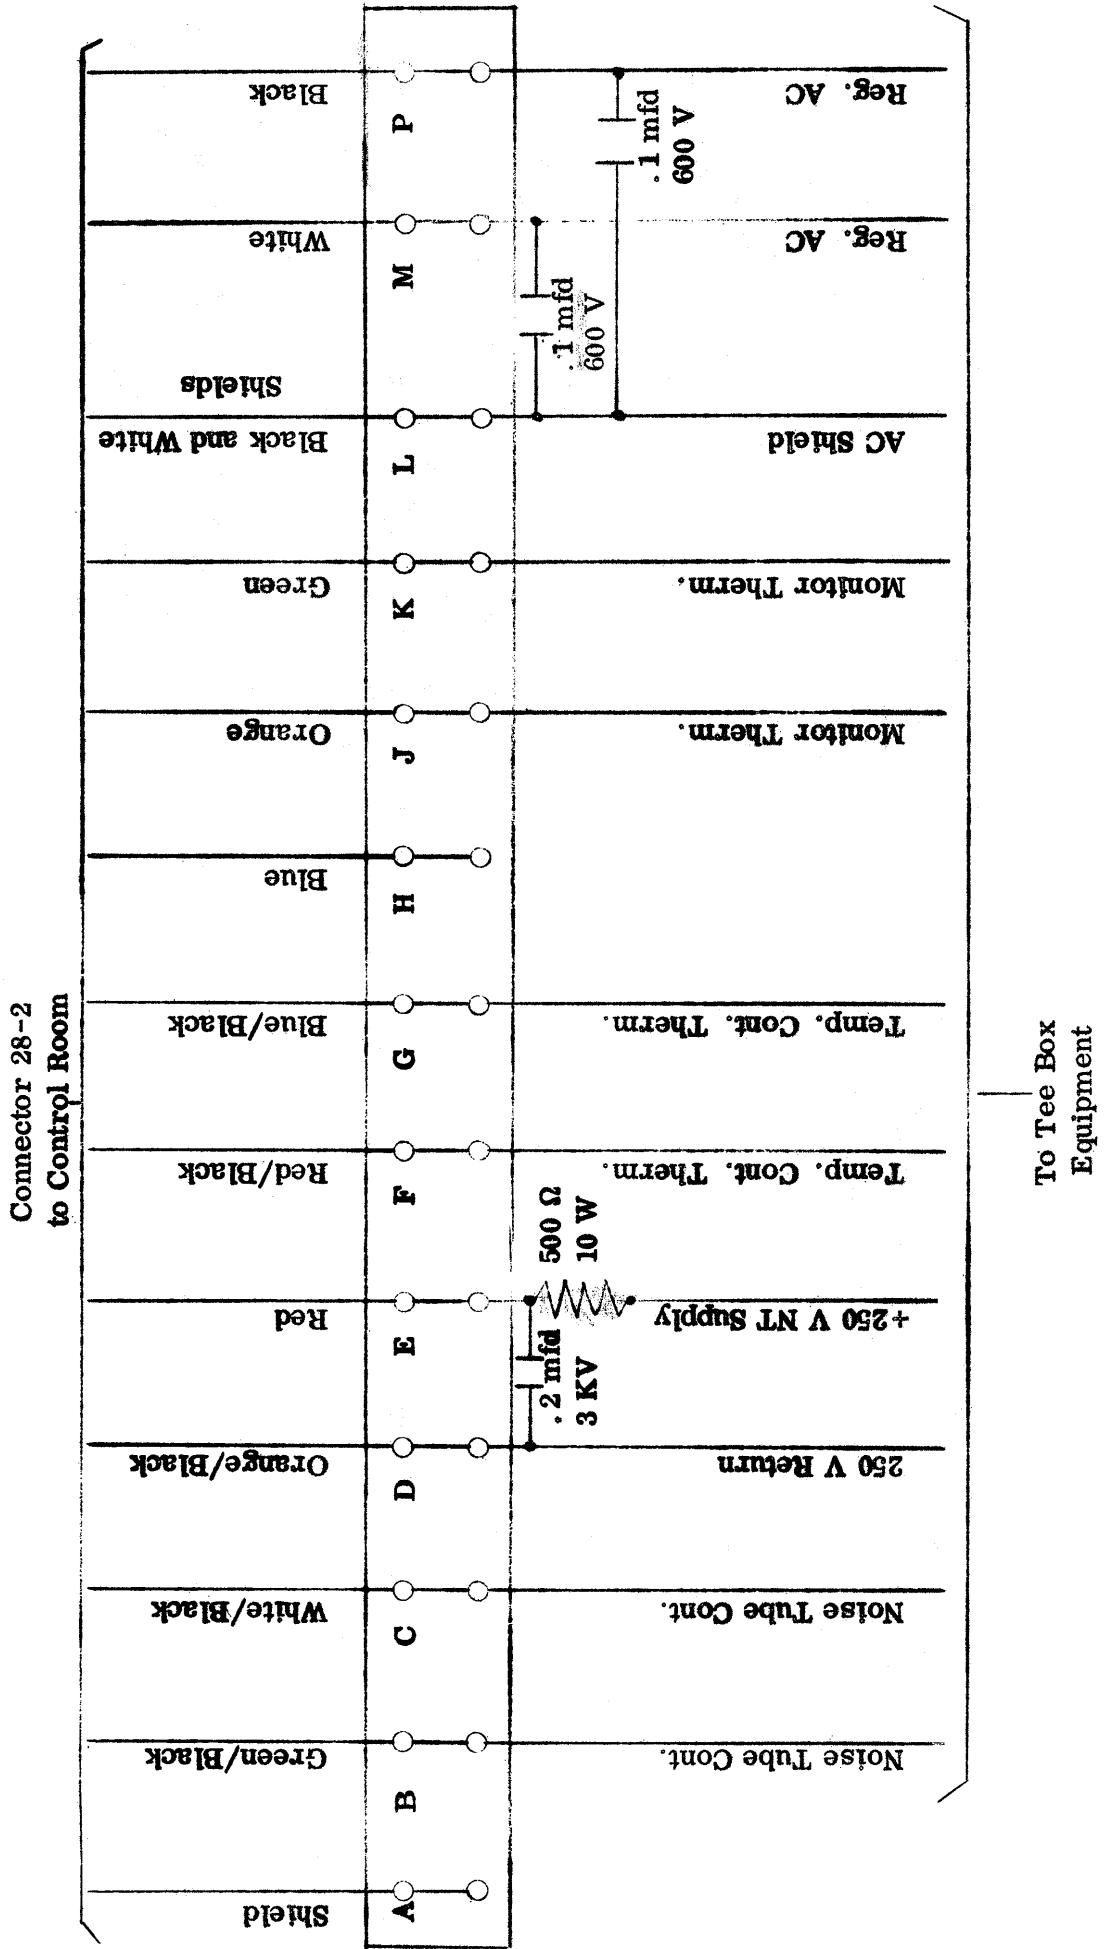 Connector 28-2
to Control Room
Shield
Green/Black
White/Black
Orange/Black
Red
Red/Black
Blue/Black
Blue
Orange
Green
Black and White
Shields
White
Black
A
B
C
D
E
F
G
H
J
K
L
M
P
.2 mfd
3 KV
500 Ω
10 W
.1 mfd
600 V
.1 mfd
600 V
Noise Tube Cont.
Noise Tube Cont.
250 V Return
+250 V NT Supply
Temp. Cont. Therm.
Temp. Cont. Therm.
Monitor Therm.
Monitor Therm.
AC Shield
Reg. AC
Reg. AC
To Tee Box
Equipment